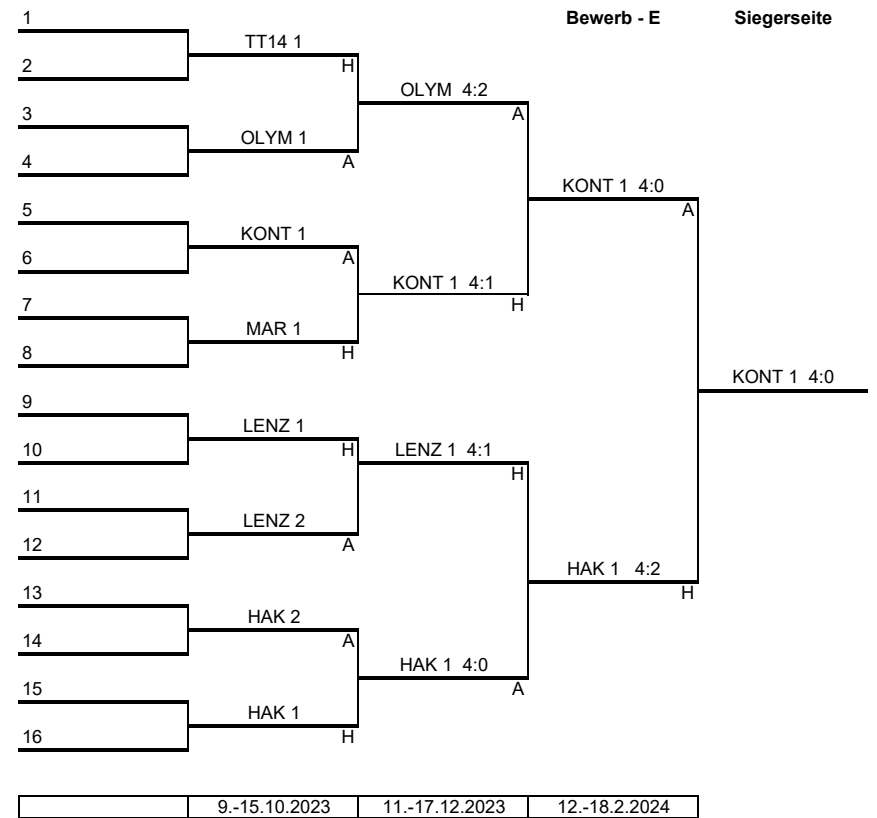 1 Bewerb - E Siegerseite
TT14 1
2 H
OLYM 4:2
3 A
OLYM 1
4 A
KONT 1 4:0
5 A
KONT 1
6 A
KONT 1 4:1
7 H
MAR 1
8 H
KONT 1 4:0
9
LENZ 1
10 H LENZ 1 4:1
H
11
LENZ 2
12 A
HAK 1 4:2
13 H
HAK 2
14 A
HAK 1 4:0
15 A
HAK 1
16 H
9.-15.10.2023 11.-17.12.2023 12.-18.2.2024